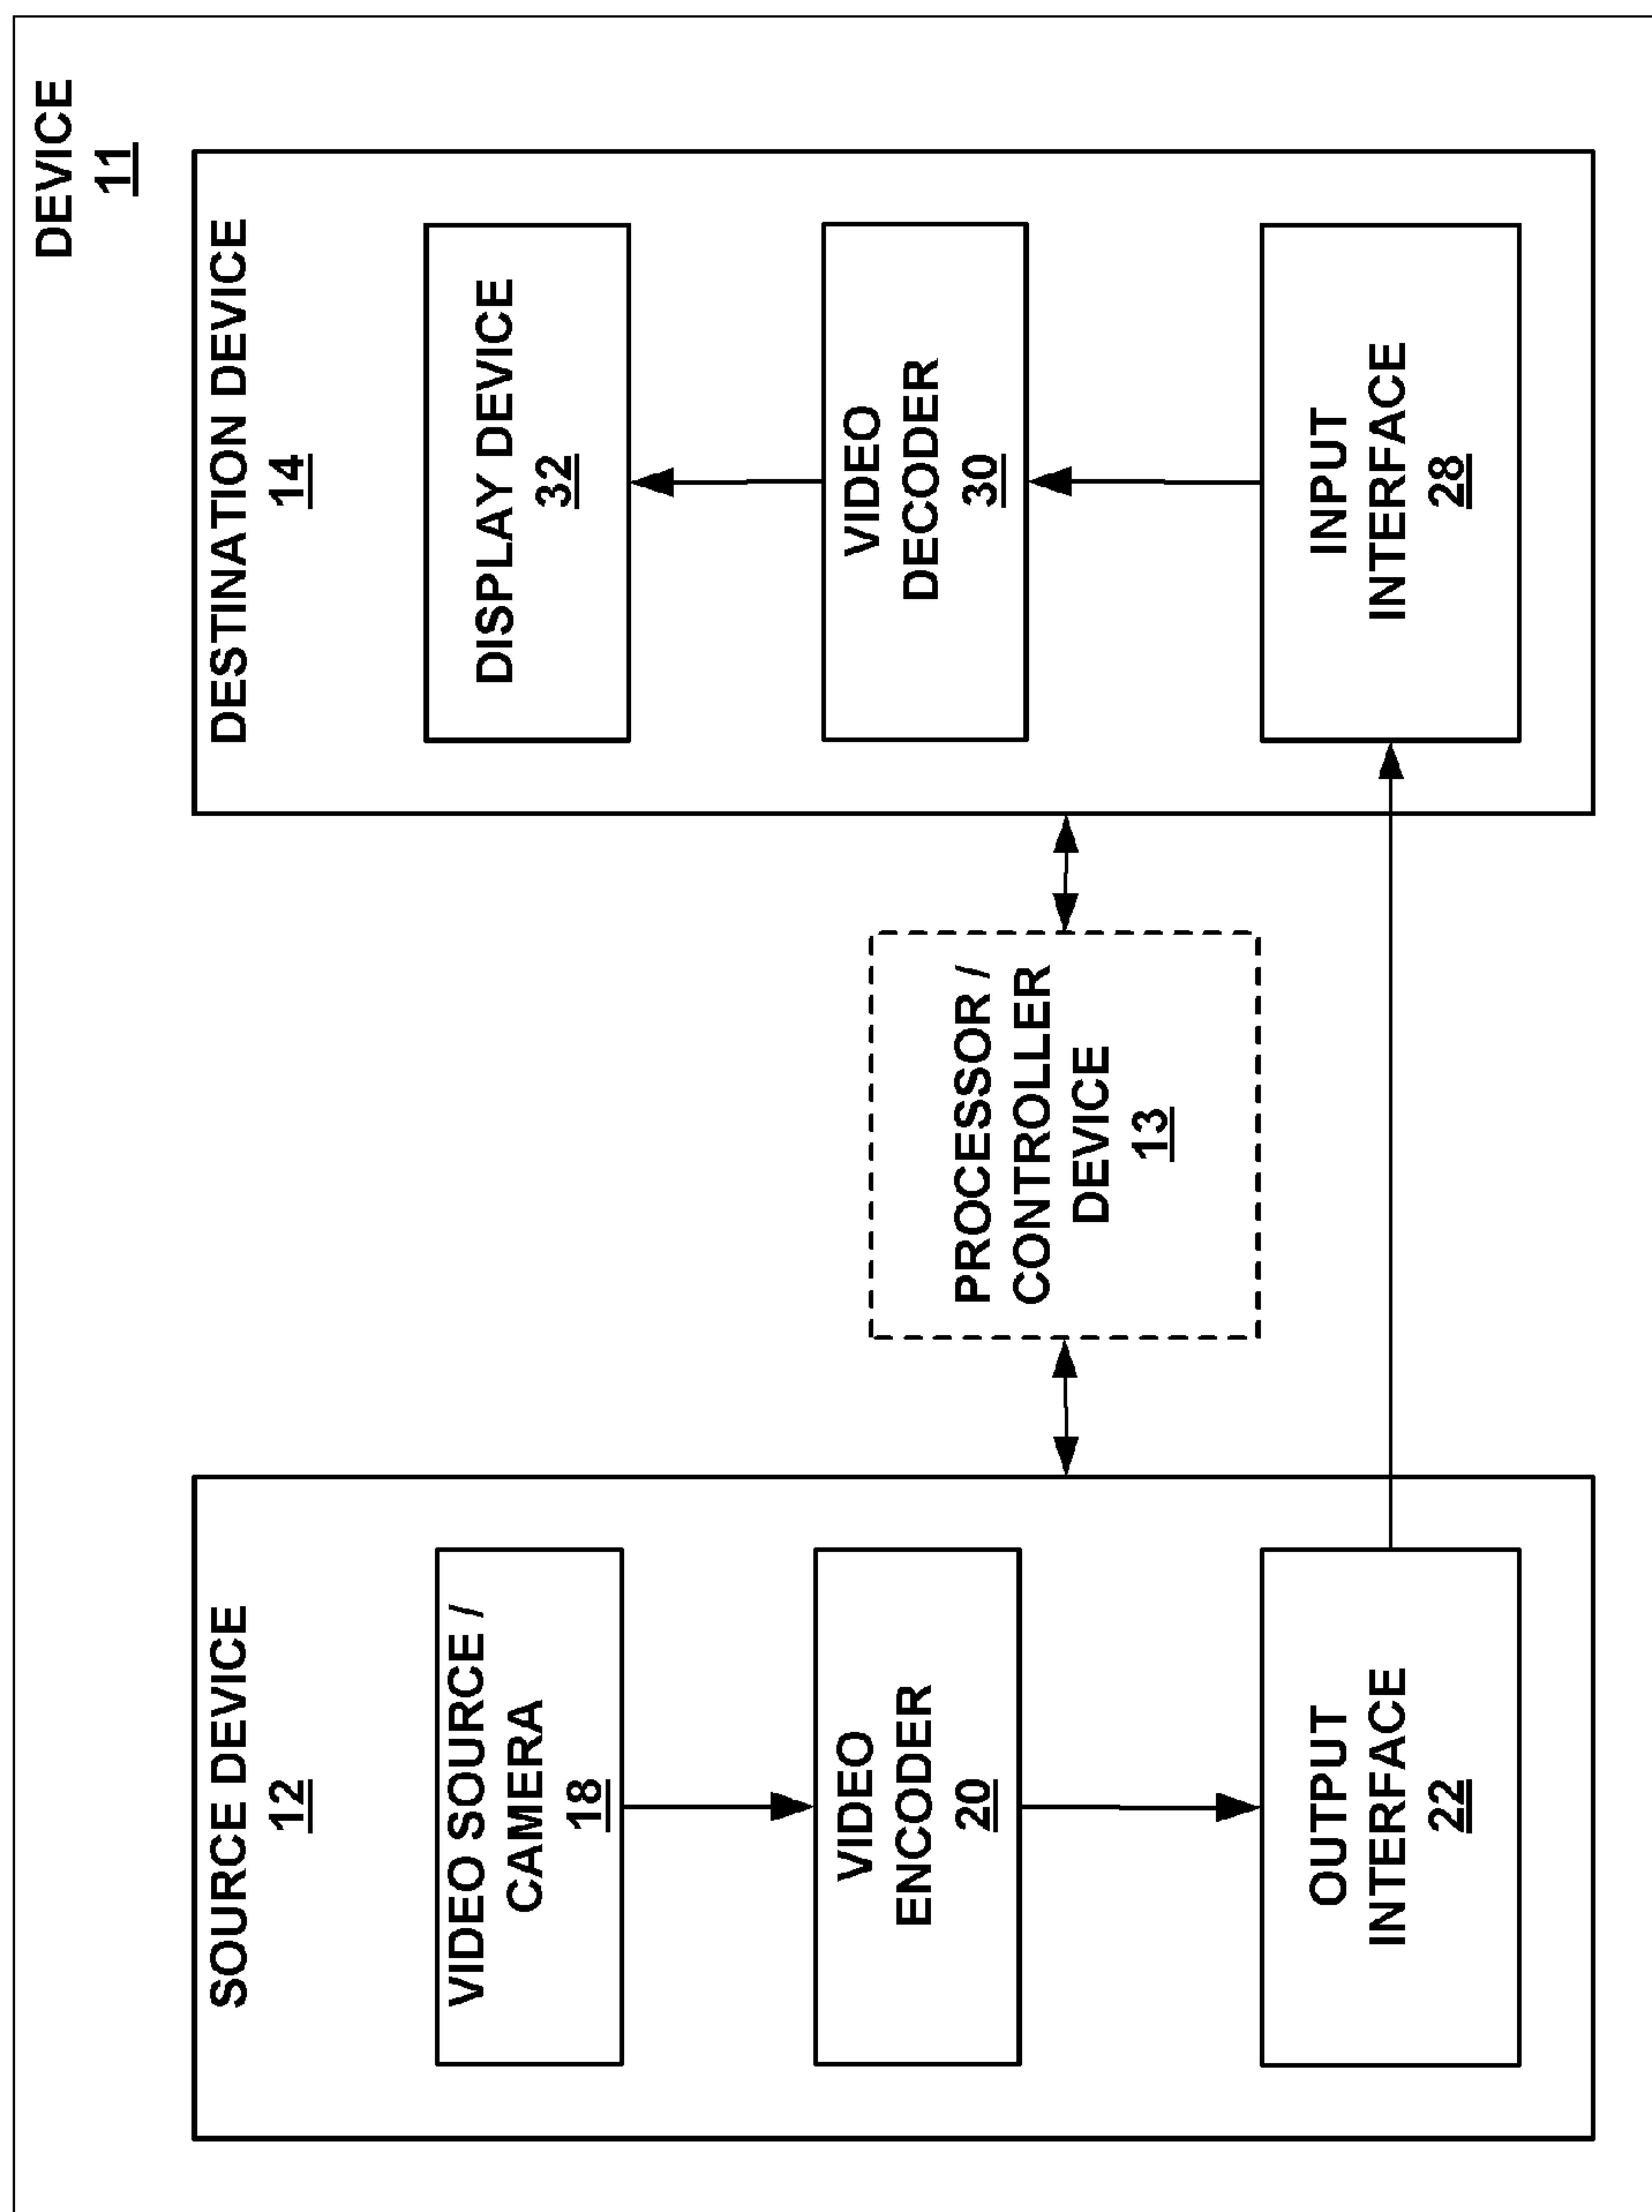 DEVICE
11
SOURCE DEVICE
12
VIDEO SOURCE /
CAMERA
18
VIDEO
ENCODER
20
OUTPUT
INTERFACE
22
PROCESSOR /
CONTROLLER
DEVICE
13
DESTINATION DEVICE
14
DISPLAY DEVICE
32
VIDEO
DECODER
30
INPUT
INTERFACE
28